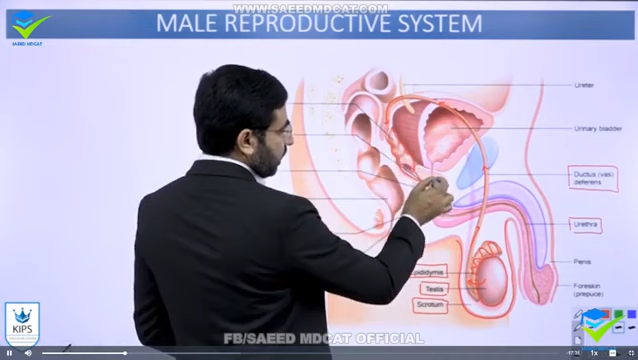 WWW.SAEEDMDCAT.COM
MALE REPRODUCTIVE SYSTEM
SAEED MDCAT
Ureter
Urinary bladder
Ductus (vas)
deferens
Urethra
Penis
Foreskin
(prepuce)
Epididymis
Testis
Scrotum
KIPS
FB/SAEED MDCAT OFFICIAL
1x